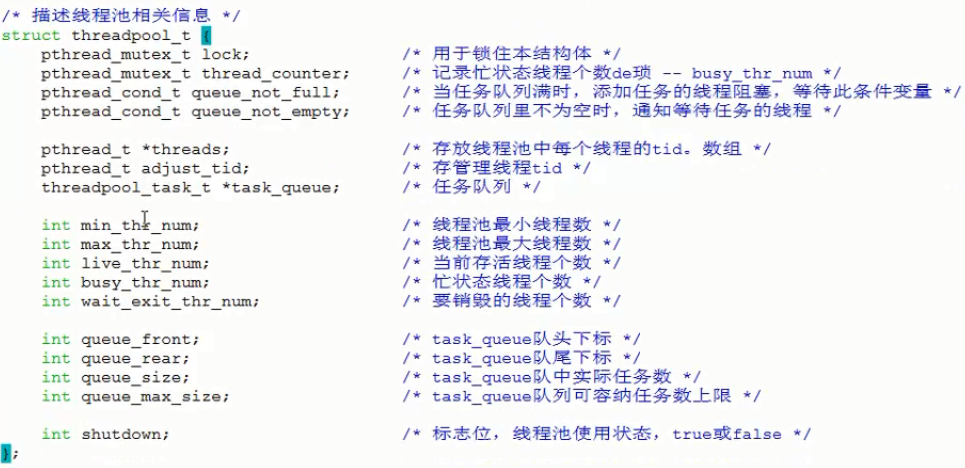 /* 描述线程池相关信息 */
struct threadpool_t {
    pthread_mutex_t lock;               /* 用于锁住本结构体 */
    pthread_mutex_t thread_counter;     /* 记录忙状态线程个数de琐 -- busy_thr_num */
    pthread_cond_t queue_not_full;      /* 当任务队列满时，添加任务的线程阻塞，等待此条件变量 */
    pthread_cond_t queue_not_empty;     /* 任务队列里不为空时，通知等待任务的线程 */

    pthread_t *threads;                 /* 存放线程池中每个线程的tid。数组 */
    pthread_t adjust_tid;               /* 存管理线程tid */
    threadpool_task_t *task_queue;      /* 任务队列 */

    int min_thr_num;                    /* 线程池最小线程数 */
    int max_thr_num;                    /* 线程池最大线程数 */
    int live_thr_num;                   /* 当前存活线程个数 */
    int busy_thr_num;                   /* 忙状态线程个数 */
    int wait_exit_thr_num;              /* 要销毁的线程个数 */

    int queue_front;                    /* task_queue队头下标 */
    int queue_rear;                     /* task_queue队尾下标 */
    int queue_size;                     /* task_queue队中实际任务数 */
    int queue_max_size;                 /* task_queue队列可容纳任务数上限 */

    int shutdown;                       /* 标志位，线程池使用状态，true或false */
};